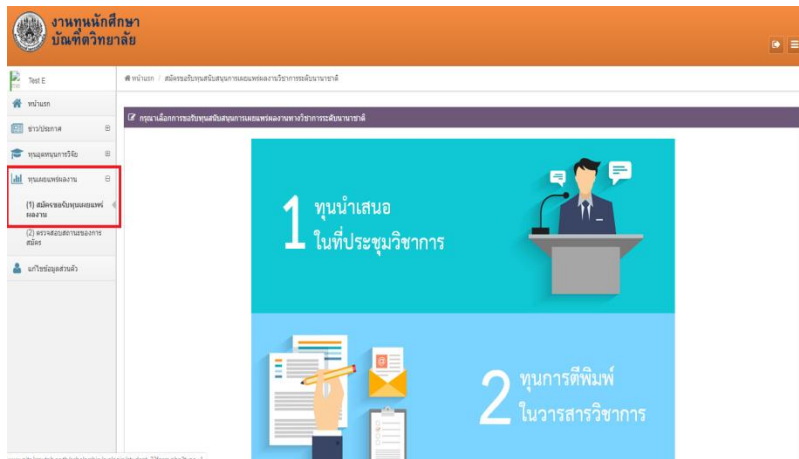 งานทุนนักศึกษา
บัณฑิตวิทยาลัย
Test E
หน้าแรก / สมัครขอรับทุนสนับสนุนการเผยแพร่ผลงานวิชาการระดับนานาชาติ
หน้าแรก
กรุณาเลือกการขอรับทุนสนับสนุนการเผยแพร่ผลงานทางวิชาการระดับนานาชาติ
ข่าว/ประกาศ
ทุนอุดหนุนการวิจัย
ทุนเผยแพร่ผลงาน
(1) สมัครขอรับทุนเผยแพร่
ผลงาน
(2) ตรวจสอบสถานะของการ
สมัคร
แก้ไขข้อมูลส่วนตัว
1 ทุนนำเสนอ
ในที่ประชุมวิชาการ
2 ทุนการตีพิมพ์
ในวารสารวิชาการ